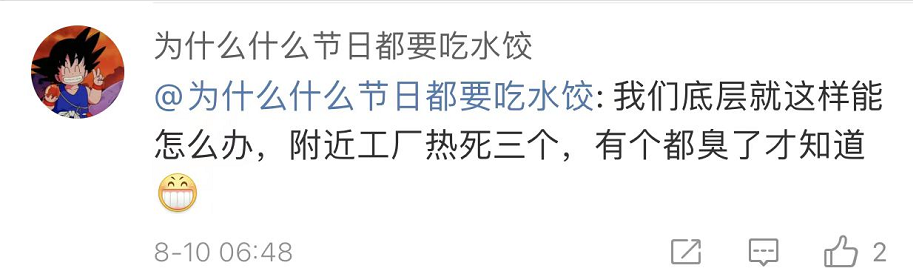 为什么什么节日都要吃水饺
@为什么什么节日都要吃水饺: 我们底层就这样能
怎么办，附近工厂热死三个，有个都臭了才知道
8-10 06:48
2